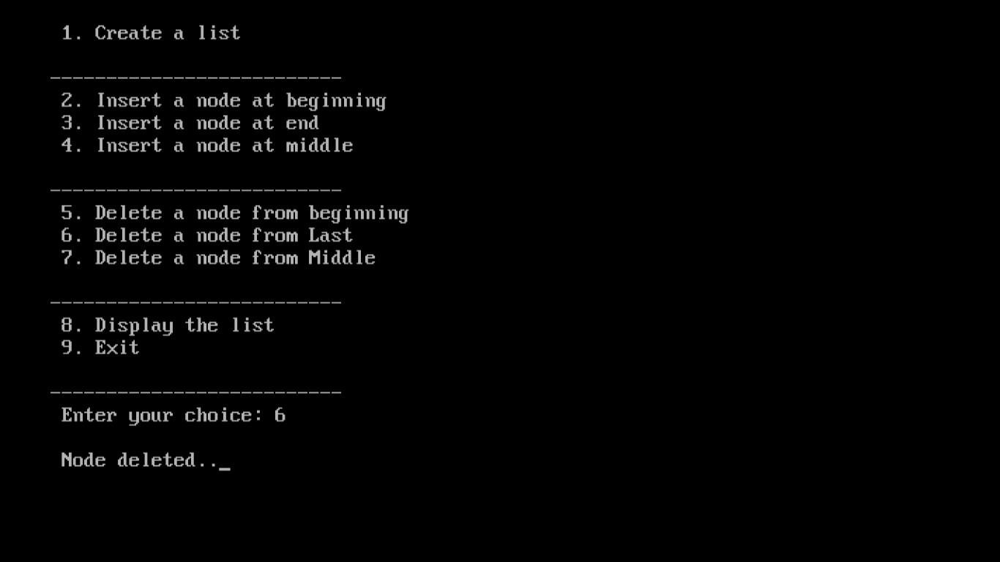 1. Create a list
--------------------------
2. Insert a node at beginning
3. Insert a node at end
4. Insert a node at middle
--------------------------
5. Delete a node from beginning
6. Delete a node from Last
7. Delete a node from Middle
--------------------------
8. Display the list
9. Exit
--------------------------
Enter your choice: 6
Node deleted.._